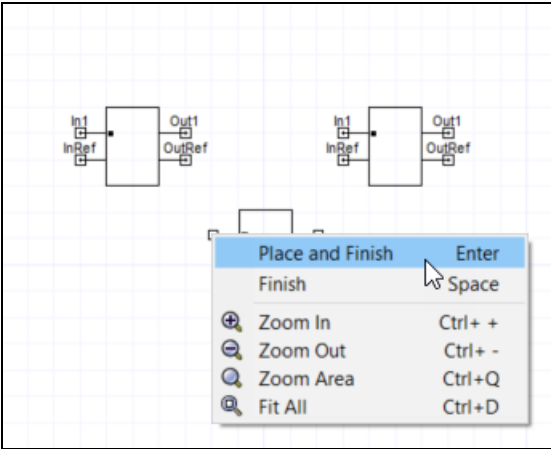 In1 Out1 In1 Out1
InRef OutRef InRef OutRef
Place and Finish Enter
Finish Space
Zoom In Ctrl+ +
Zoom Out Ctrl+ -
Zoom Area Ctrl+Q
Fit All Ctrl+D